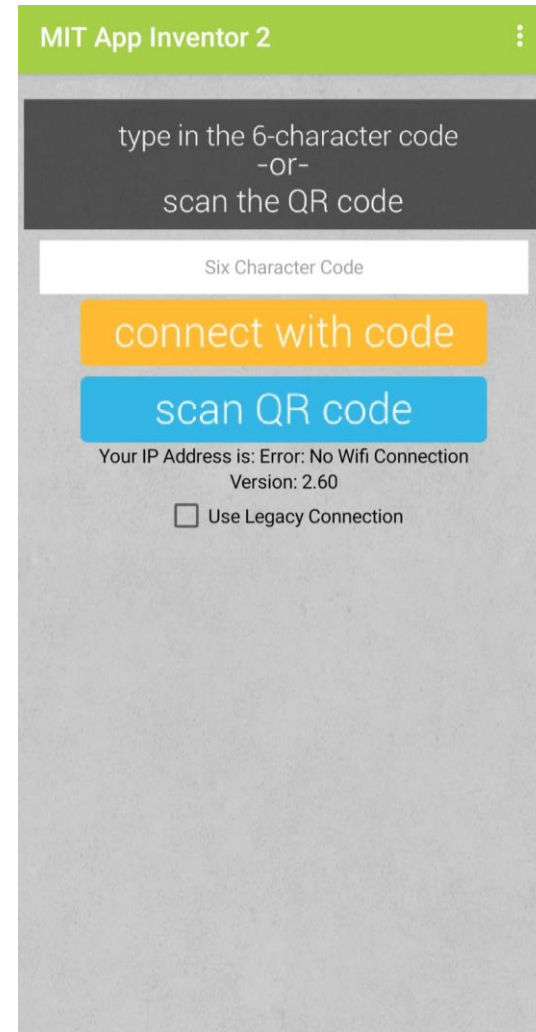 MIT App Inventor 2
type in the 6-character code
-or-
scan the QR code
Six Character Code
connect with code
scan QR code
Your IP Address is: Error: No Wifi Connection
Version: 2.60
Use Legacy Connection